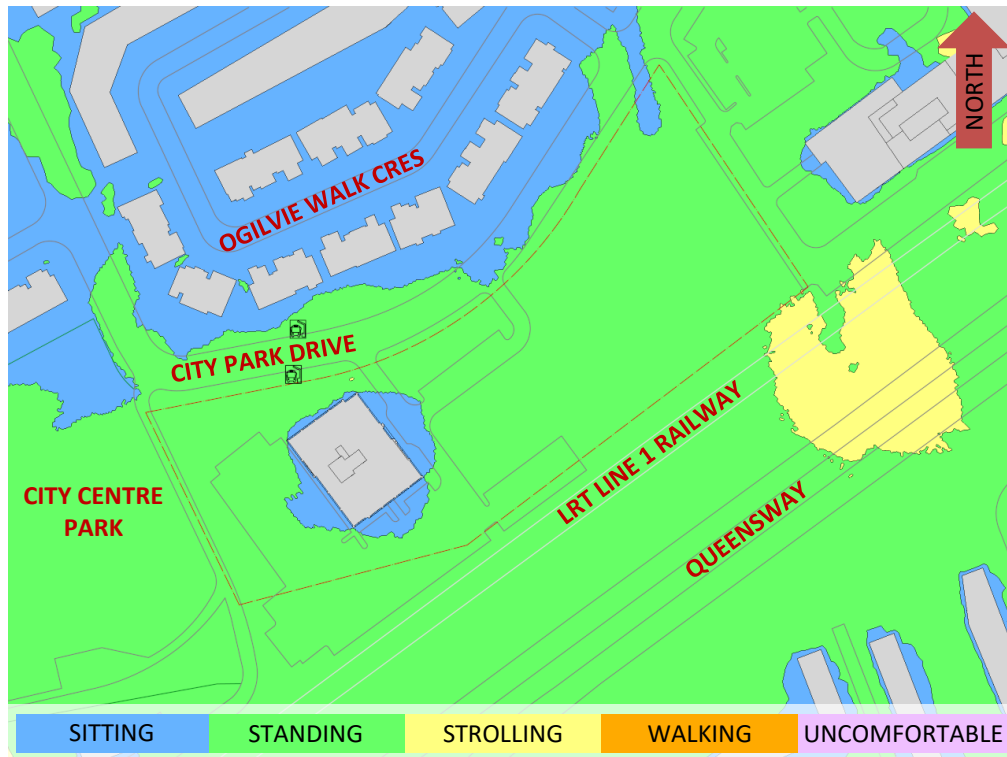 NORTH
OGILVIE WALK CRES
CITY PARK DRIVE
LRT LINE 1 RAILWAY
CITY CENTRE
PARK
QUEENSWAY
SITTING
STANDING
STROLLING
WALKING
UNCOMFORTABLE